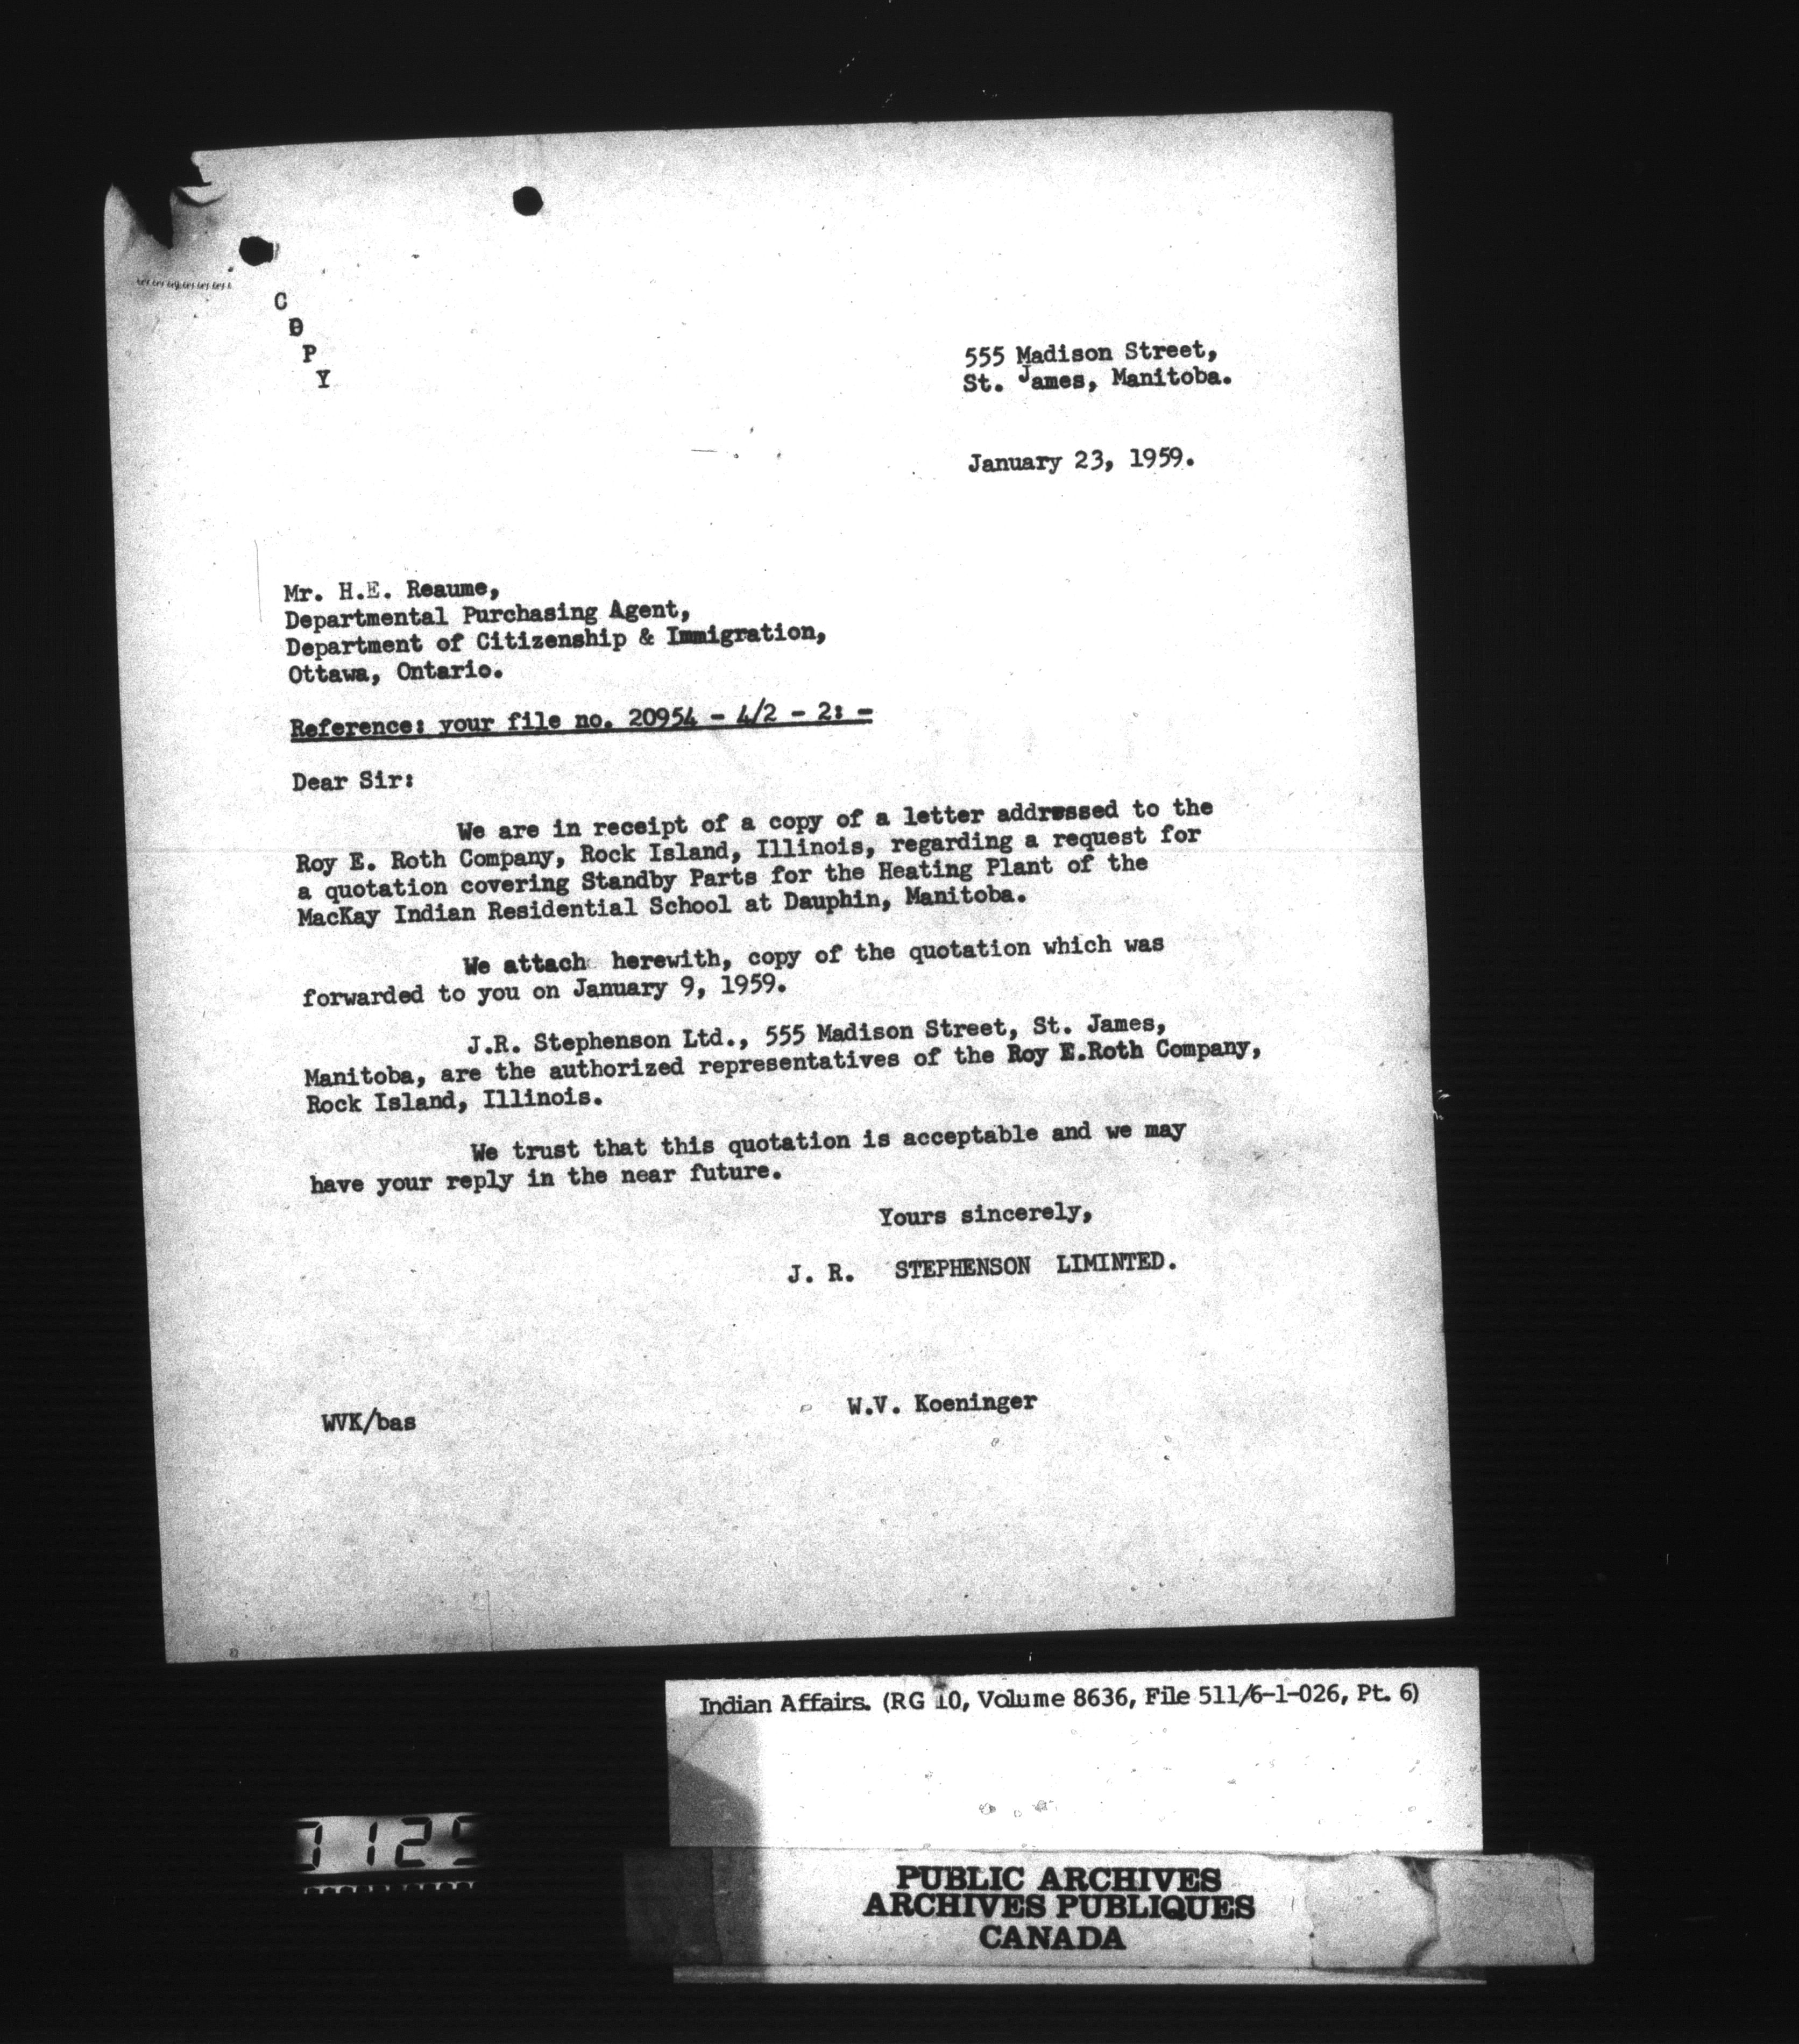 C
O
P
Y
555 Madison Street,
St. James, Manitoba.
January 23, 1959.
Mr. H.E. Reaume,
Departmental Purchasing Agent,
Department of Citizenship & Immigration,
Ottawa, Ontario.
Reference: your file no. 20954 - 4/2 - 2: -
Dear Sir:
We are in receipt of a copy of a letter addressed to the
Roy E. Roth Company, Rock Island, Illinois, regarding a request for
a quotation covering Standby Parts for the Heating Plant of the
MacKay Indian Residential School at Dauphin, Manitoba.
We attach herewith, copy of the quotation which was
forwarded to you on January 9, 1959.
J.R. Stephenson Ltd., 555 Madison Street, St. James,
Manitoba, are the authorized representatives of the Roy E.Roth Company,
Rock Island, Illinois.
We trust that this quotation is acceptable and we may
have your reply in the near future.
Yours sincerely,
J. R. STEPHENSON LIMINTED.
W.V. Koeninger
WVK/bas
Indian Affairs. (RG 10, Volume 8636, File 511/6-1-026, Pt. 6)
PUBLIC ARCHIVES
ARCHIVES PUBLIQUES
CANADA